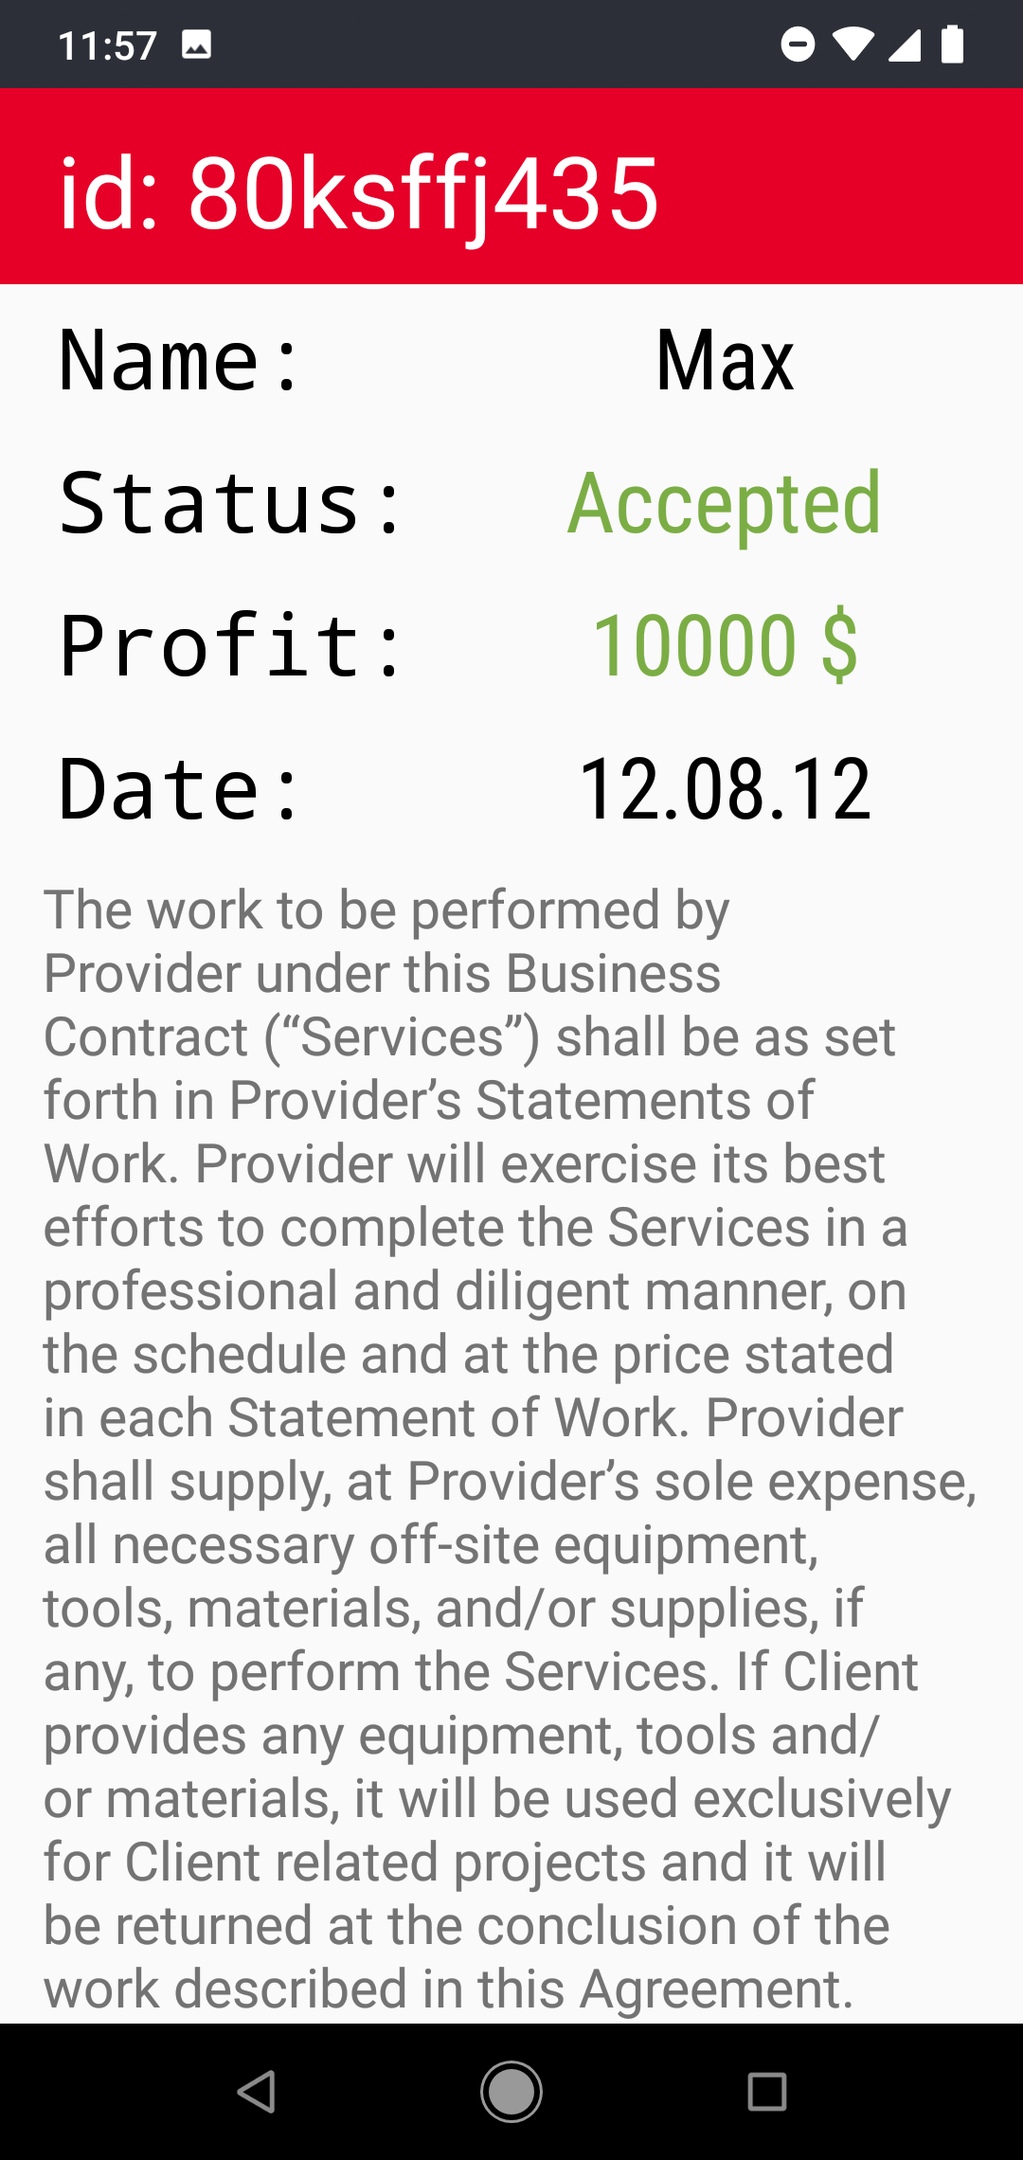 11:57
id: 80ksffj435
Name: Max
Status: Accepted
Profit: 10000 $
Date: 12.08.12
The work to be performed by
Provider under this Business
Contract (“Services”) shall be as set
forth in Provider’s Statements of
Work. Provider will exercise its best
efforts to complete the Services in a
professional and diligent manner, on
the schedule and at the price stated
in each Statement of Work. Provider
shall supply, at Provider’s sole expense,
all necessary off-site equipment,
tools, materials, and/or supplies, if
any, to perform the Services. If Client
provides any equipment, tools and/
or materials, it will be used exclusively
for Client related projects and it will
be returned at the conclusion of the
work described in this Agreement.